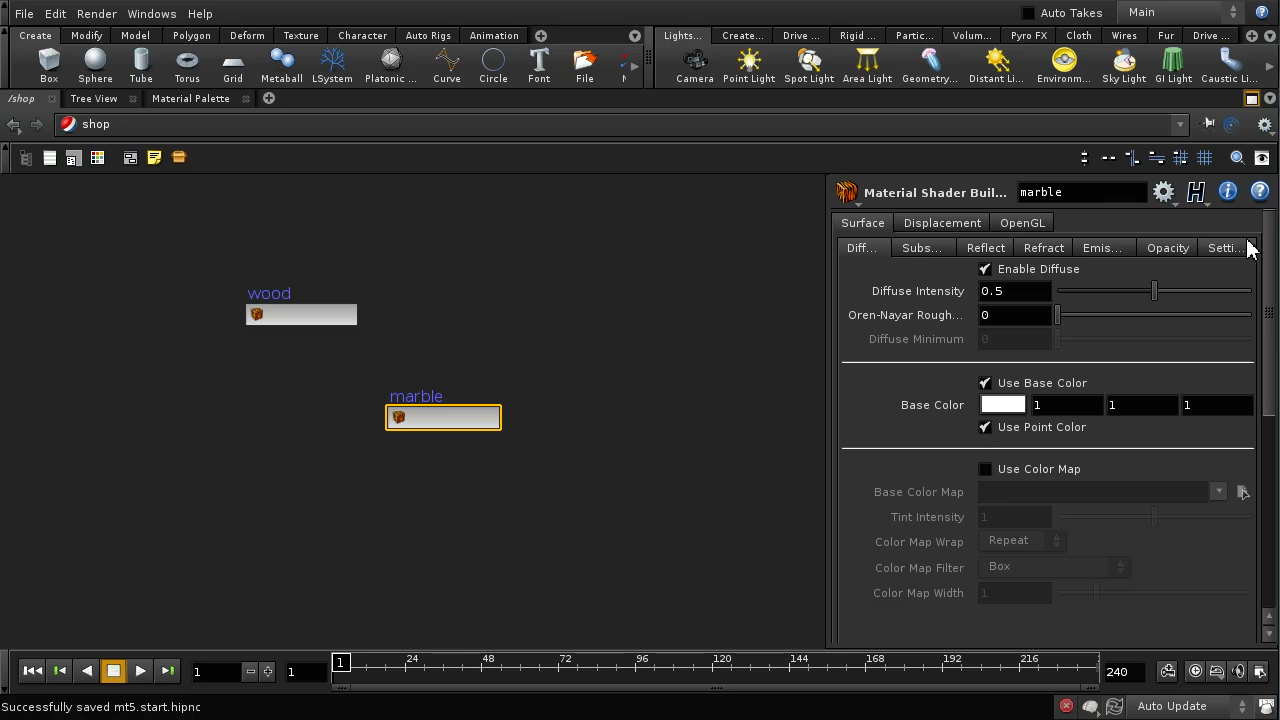 File Edit Render Windows Help Auto Takes Main
Create Modify Model Polygon Deform Texture Character Auto Rigs Animation Lights... Create... Drive ... Rigid ... Partic... Volum... Pyro FX Cloth Wires Fur Drive ...
Box Sphere Tube Torus Grid Metaball LSystem Platonic ... Curve Circle Font File Camera Point Light Spot Light Area Light Geometry... Distant Li... Environm... Sky Light GI Light Caustic Li...
/shop Tree View Material Palette
shop
Material Shader Buil... marble
Surface Displacement OpenGL
Diff... Subs... Reflect Refract Emis... Opacity Setti...
Enable Diffuse
Diffuse Intensity 0.5
wood
Oren-Nayar Rough... 0
Diffuse Minimum 0
Use Base Color
marble
Base Color 1 1 1
Use Point Color
Use Color Map
Base Color Map
Tint Intensity 1
Color Map Wrap Repeat
Color Map Filter Box
Color Map Width 1
1 1 1 24 48 72 96 120 144 168 192 216 240
Successfully saved mt5.start.hipnc Auto Update